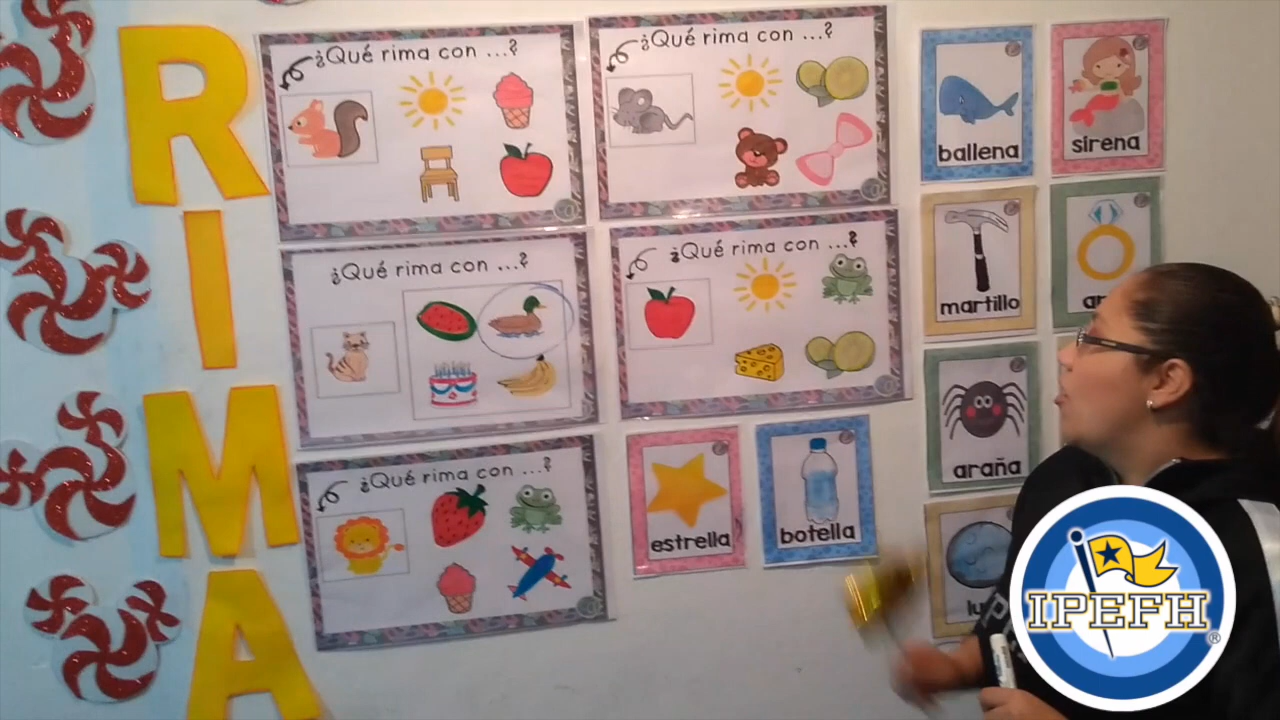 RIMA
¿Qué rima con ...?
¿Qué rima con ...?
¿Qué rima con ...?
¿Qué rima con ...?
¿Qué rima con ...?
ballena
sirena
martillo
araña
estrella
botella
IPEFH
®